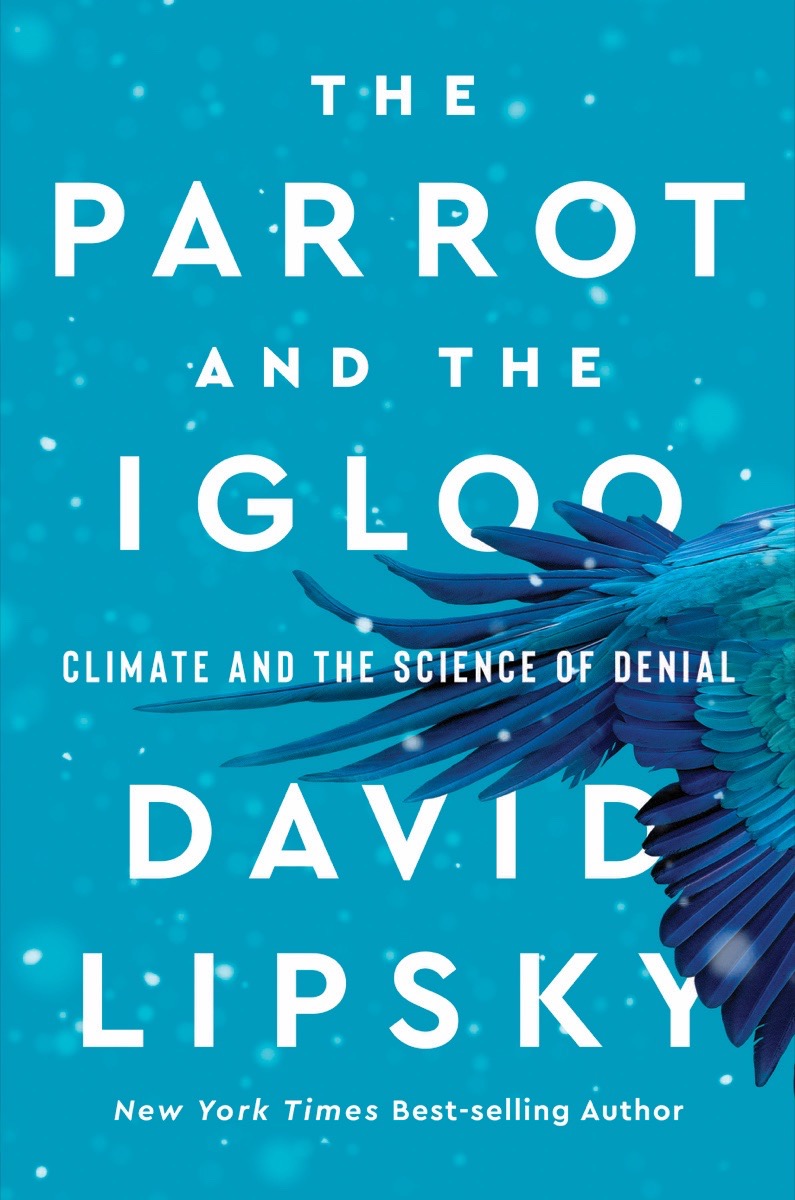 THE
PARROT
AND THE
IGLOO
CLIMATE AND THE SCIENCE OF DENIAL
DAVID
LIPSKY
New York Times Best-selling Author